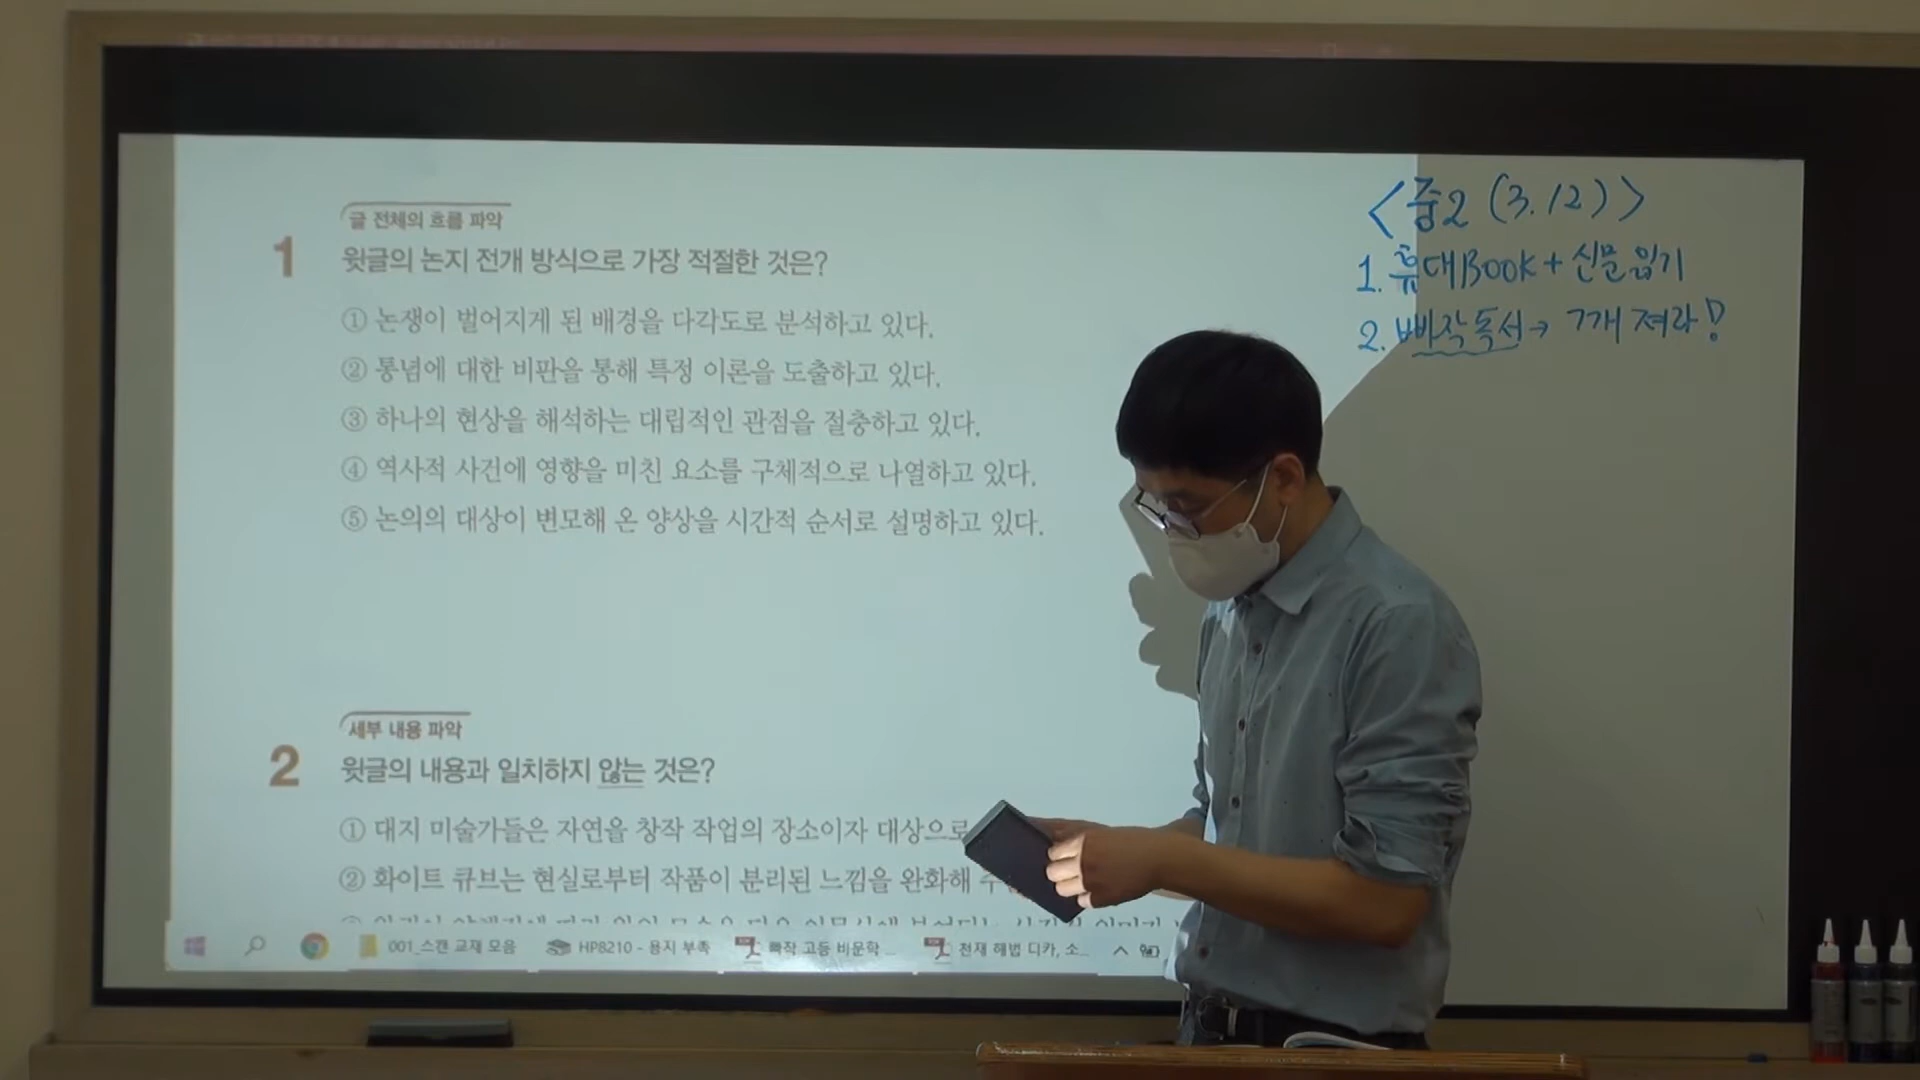 글 전체의 흐름 파악
1 윗글의 논지 전개 방식으로 가장 적절한 것은?
① 논쟁이 벌어지게 된 배경을 다각도로 분석하고 있다.
② 통념에 대한 비판을 통해 특정 이론을 도출하고 있다.
③ 하나의 현상을 해석하는 대립적인 관점을 절충하고 있다.
④ 역사적 사건에 영향을 미친 요소를 구체적으로 나열하고 있다.
⑤ 논의의 대상이 변모해 온 양상을 시간적 순서로 설명하고 있다.
세부 내용 파악
2 윗글의 내용과 일치하지 않는 것은?
① 대지 미술가들은 자연을 창작 작업의 장소이자 대상으로
② 화이트 큐브는 현실로부터 작품이 분리된 느낌을 완화해
001_스캔 교재 모음
HP8210 - 용지 부족
빠작 고등 비문학 ...
천재 해법 디카, 소...
<중2 (3.12)>
1. 휴대BOOK + 신문 읽기
2. 빠작독서 → 7개 져라!